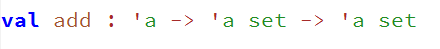 val add : 'a -> 'a set -> 'a set